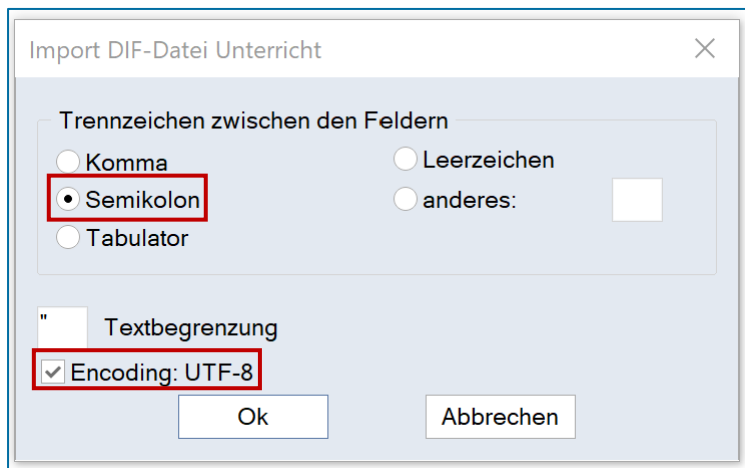 Import DIF-Datei Unterricht
Trennzeichen zwischen den Feldern
Komma
Leerzeichen
Semikolon
anderes:
Tabulator
" Textbegrenzung
Encoding: UTF-8
Ok
Abbrechen